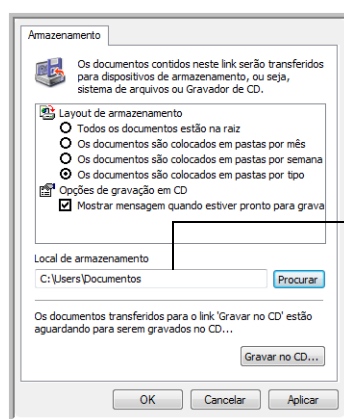 Armazenamento
Os documentos contidos neste link serão transferidos
para dispositivos de armazenamento, ou seja,
sistema de arquivos ou Gravador de CD.
Layout de armazenamento
Todos os documentos estão na raiz
Os documentos são colocados em pastas por mês
Os documentos são colocados em pastas por semana
Os documentos são colocados em pastas por tipo
Opções de gravação em CD
Mostrar mensagem quando estiver pronto para grava
Local de armazenamento
C:\Users\Documentos
Procurar
Os documentos transferidos para o link 'Gravar no CD' estão
aguardando para serem gravados no CD...
Gravar no CD...
OK Cancelar Aplicar